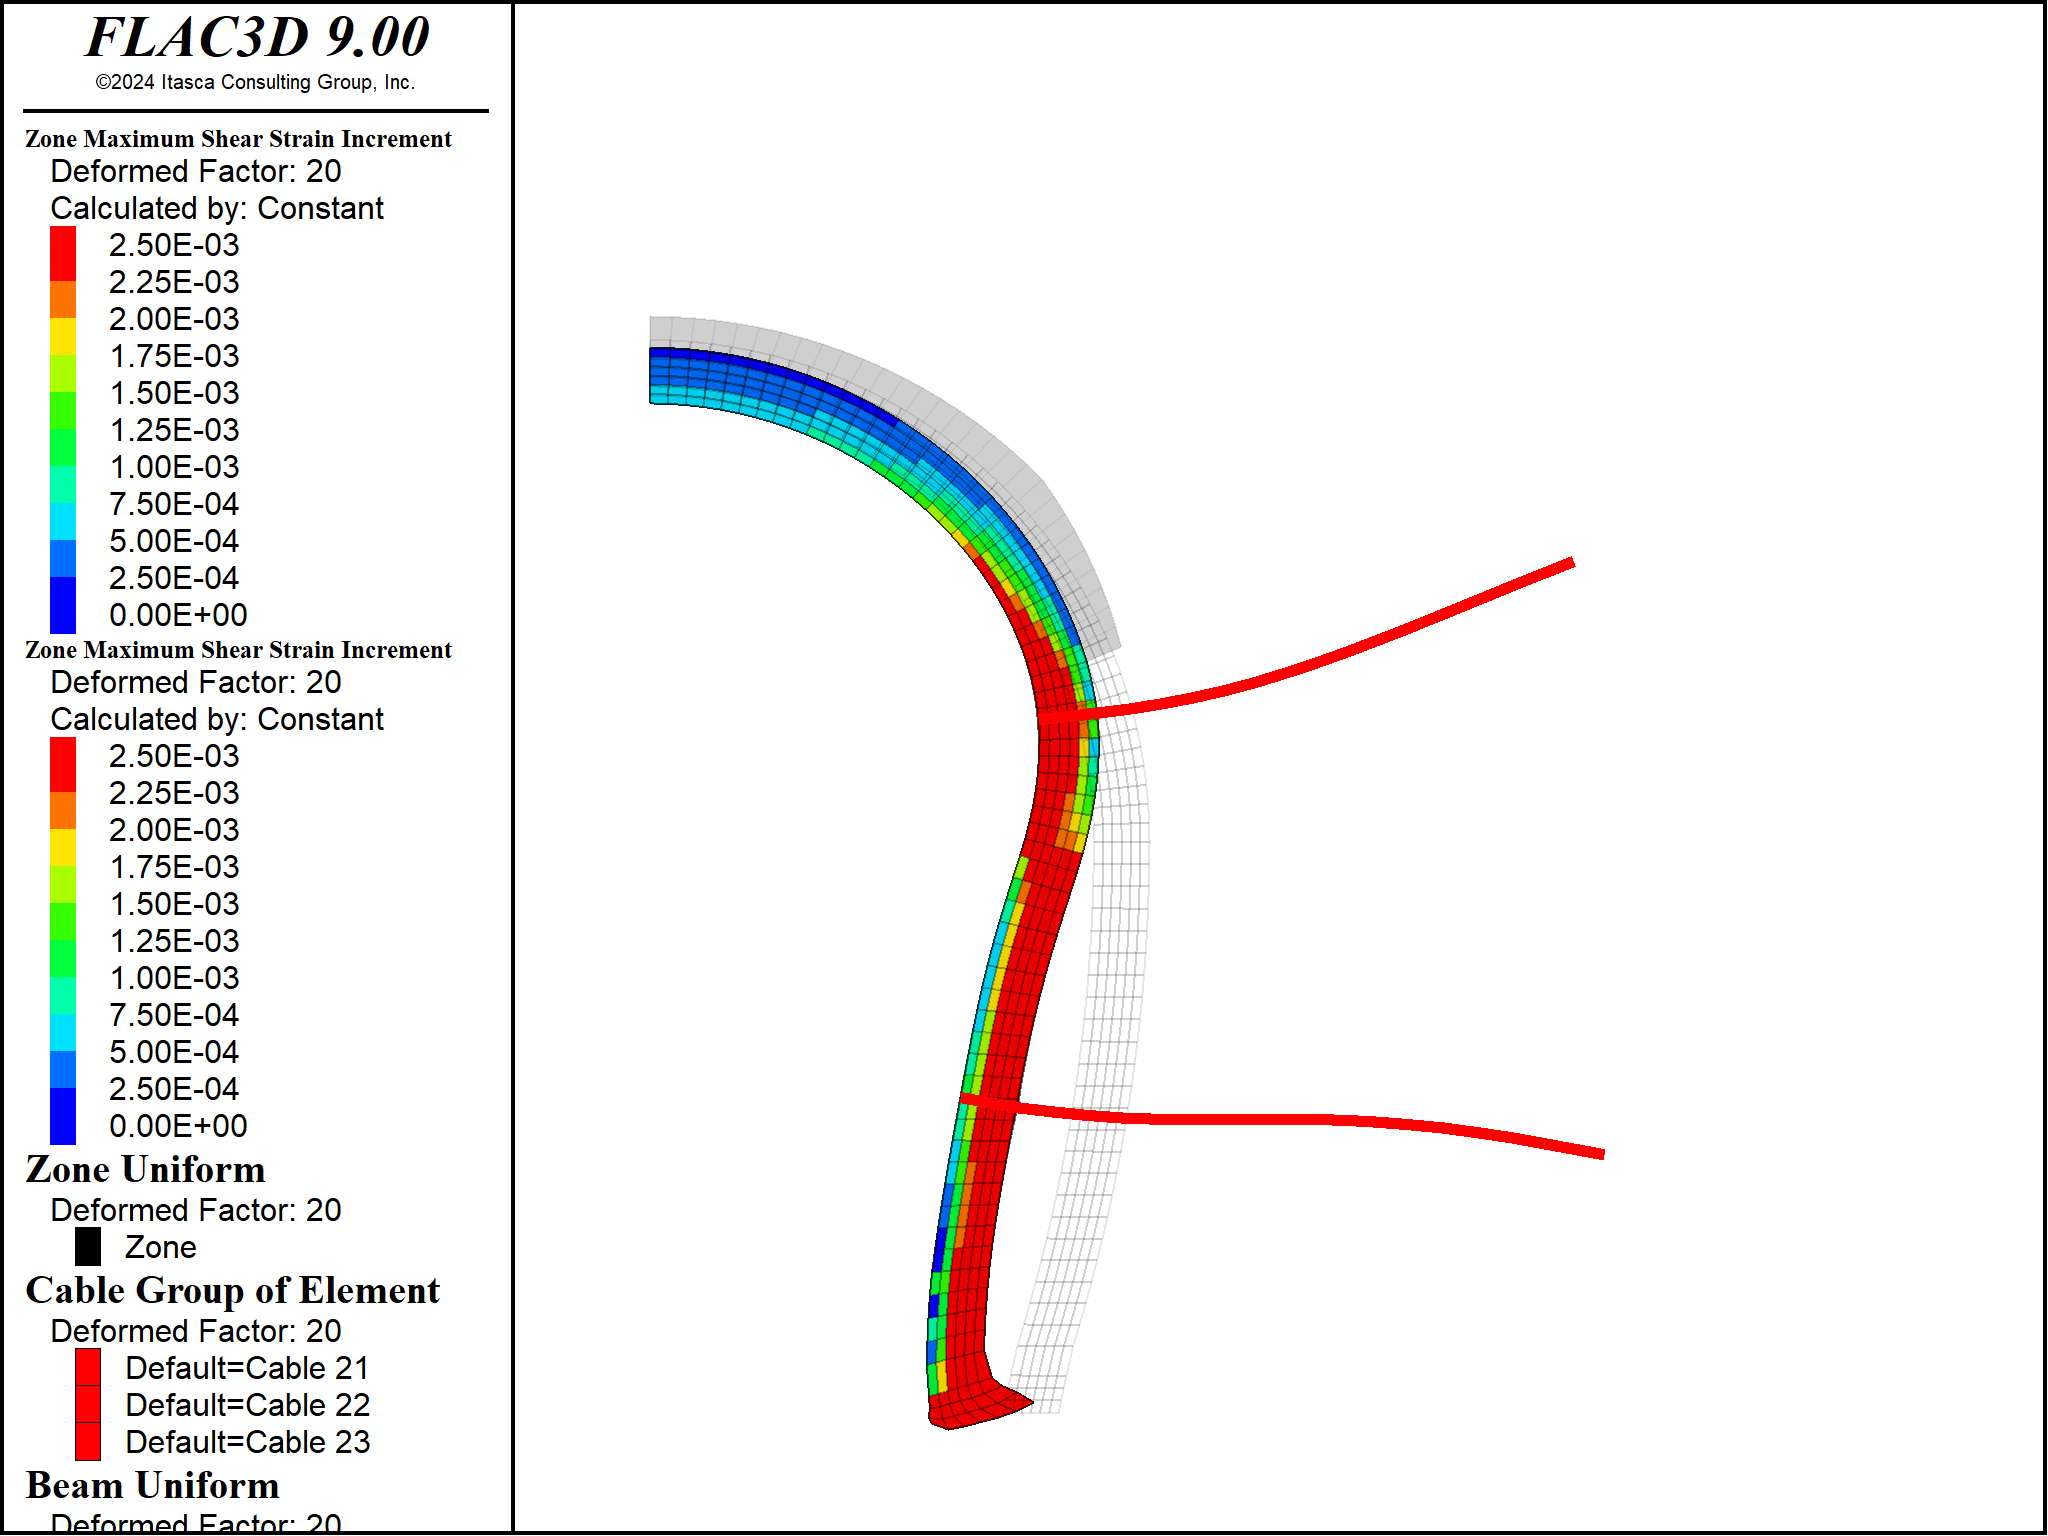 FLAC3D 9.00
©2024 Itasca Consulting Group, Inc.
Zone Maximum Shear Strain Increment
Deformed Factor: 20
Calculated by: Constant
2.50E-03
2.25E-03
2.00E-03
1.75E-03
1.50E-03
1.25E-03
1.00E-03
7.50E-04
5.00E-04
2.50E-04
0.00E+00
Zone Maximum Shear Strain Increment
Deformed Factor: 20
Calculated by: Constant
2.50E-03
2.25E-03
2.00E-03
1.75E-03
1.50E-03
1.25E-03
1.00E-03
7.50E-04
5.00E-04
2.50E-04
0.00E+00
Zone Uniform
Deformed Factor: 20
Zone
Cable Group of Element
Deformed Factor: 20
Default=Cable 21
Default=Cable 22
Default=Cable 23
Beam Uniform
Deformed Factor: 20